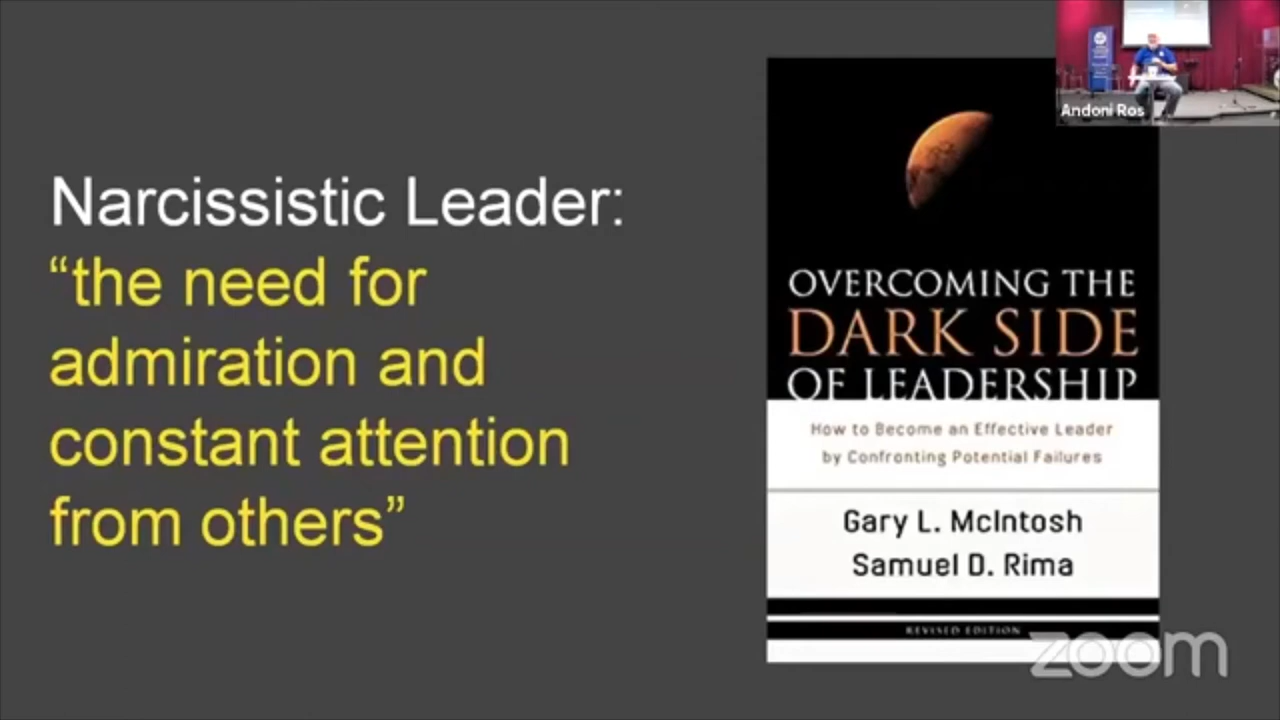 Narcissistic Leader:
“the need for
admiration and
constant attention
from others”
Andoni Ros
OVERCOMING THE
DARK SIDE
OF LEADERSHIP
How to Become an Effective Leader
by Confronting Potential Failures
Gary L. McIntosh
Samuel D. Rima
REVISED EDITION
zoom